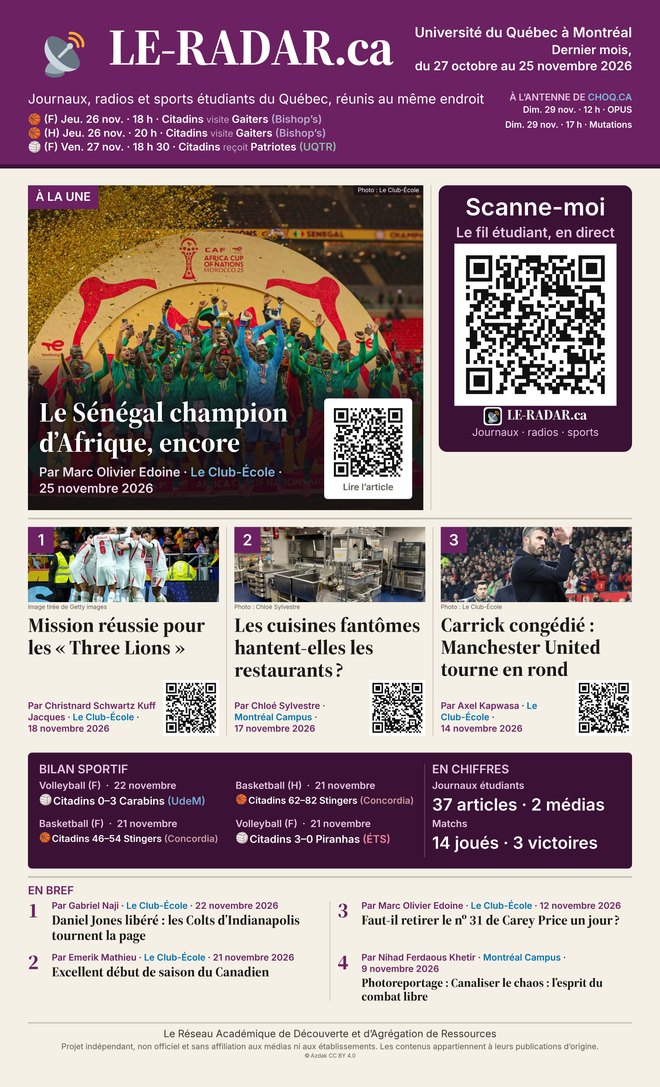 LE-RADAR.ca
Université du Québec à Montréal
Dernier mois,
du 27 octobre au 25 novembre 2026
Journaux, radios et sports étudiants du Québec, réunis au même endroit
(F) Jeu. 26 nov. · 18 h · Citadins visite Gaiters (Bishop's)
(H) Jeu. 26 nov. · 20 h · Citadins visite Gaiters (Bishop's)
(F) Ven. 27 nov. · 18 h 30 · Citadins reçoit Patriotes (UQTR)
À L'ANTENNE DE CHOQ.CA
Dim. 29 nov. · 12 h · OPUS
Dim. 29 nov. · 17 h · Mutations
À LA UNE
Photo : Le Club-École
CAF
AFRICA CUP
OF NATIONS
MOROCCO 25
SENEGAL
Le Sénégal champion
d'Afrique, encore
Par Marc Olivier Edoine · Le Club-École ·
25 novembre 2026
Lire l'article
Scanne-moi
Le fil étudiant, en direct
LE-RADAR.ca
Journaux · radios · sports
1
Image tirée de Getty Images
Mission réussie pour
les « Three Lions »
Par Christnard Schwartz Kuff
Jacques · Le Club-École ·
18 novembre 2026
2
Photo : Chloé Sylvestre
Les cuisines fantômes
hantent-elles les
restaurants ?
Par Chloé Sylvestre ·
Montréal Campus ·
17 novembre 2026
3
Photo : Le Club-École
Carrick congédié :
Manchester United
tourne en rond
Par Axel Kapwasa · Le
Club-École ·
14 novembre 2026
BILAN SPORTIF
Volleyball (F) · 22 novembre
Citadins 0–3 Carabins (UdeM)
Basketball (H) · 21 novembre
Citadins 62–82 Stingers (Concordia)
Basketball (F) · 21 novembre
Citadins 46–54 Stingers (Concordia)
Volleyball (F) · 21 novembre
Citadins 3–0 Piranhas (ÉTS)
EN CHIFFRES
Journaux étudiants
37 articles · 2 médias
Matchs
14 joués · 3 victoires
EN BREF
1
Par Gabriel Naji · Le Club-École · 22 novembre 2026
Daniel Jones libéré : les Colts d'Indianapolis
tournent la page
2
Par Emerik Mathieu · Le Club-École · 21 novembre 2026
Excellent début de saison du Canadien
3
Par Marc Olivier Edoine · Le Club-École · 12 novembre 2026
Faut-il retirer le nº 31 de Carey Price un jour ?
4
Par Nihad Ferdaous Khetir · Montréal Campus ·
9 novembre 2026
Photoreportage : Canaliser le chaos : l'esprit du
combat libre
Le Réseau Académique de Découverte et d'Agrégation de Ressources
Projet indépendant, non officiel et sans affiliation aux médias ni aux établissements. Les contenus appartiennent à leurs publications d'origine.
© Azdak CC BY 4.0